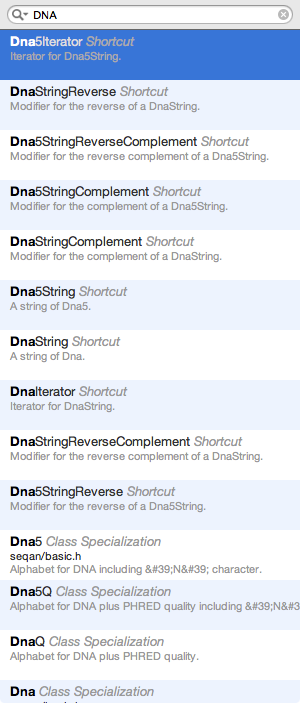 DNA
Dna5Iterator Shortcut
Iterator for Dna5String.
DnaStringReverse Shortcut
Modifier for the reverse of a DnaString.
Dna5StringReverseComplement Shortcut
Modifier for the reverse complement of a Dna5String.
Dna5StringComplement Shortcut
Modifier for the complement of a Dna5String.
DnaStringComplement Shortcut
Modifier for the complement of a DnaString.
Dna5String Shortcut
A string of Dna5.
DnaString Shortcut
A string of Dna.
DnaIterator Shortcut
Iterator for DnaString.
DnaStringReverseComplement Shortcut
Modifier for the reverse complement of a DnaString.
Dna5StringReverse Shortcut
Modifier for the reverse of a Dna5String.
Dna5 Class Specialization
seqan/basic.h
Alphabet for DNA including &#39;N&#39; character.
Dna5Q Class Specialization
Alphabet for DNA plus PHRED quality including &#39;N&#3
DnaQ Class Specialization
Alphabet for DNA plus PHRED quality.
Dna Class Specialization